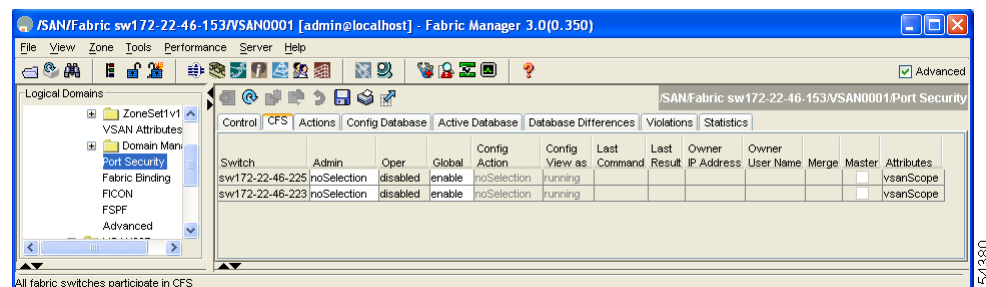 /SAN/Fabric sw172-22-46-153/VSAN0001 [admin@localhost] - Fabric Manager 3.0(0.350)
File View Zone Tools Performance Server Help
Advanced
Logical Domains
/SAN/Fabric sw172-22-46-153/VSAN0001/Port Security
ZoneSet1v1
VSAN Attributes
Domain Mana
Port Security
Fabric Binding
FICON
FSPF
Advanced
Control CFS Actions Config Database Active Database Database Differences Violations Statistics
Switch Admin Oper Global Config Action Config View as Last Command Last Result Owner IP Address Owner User Name Merge Master Attributes
sw172-22-46-225 noSelection disabled enable noSelection running vsanScope
sw172-22-46-223 noSelection disabled enable noSelection running vsanScope
All fabric switches participate in CFS